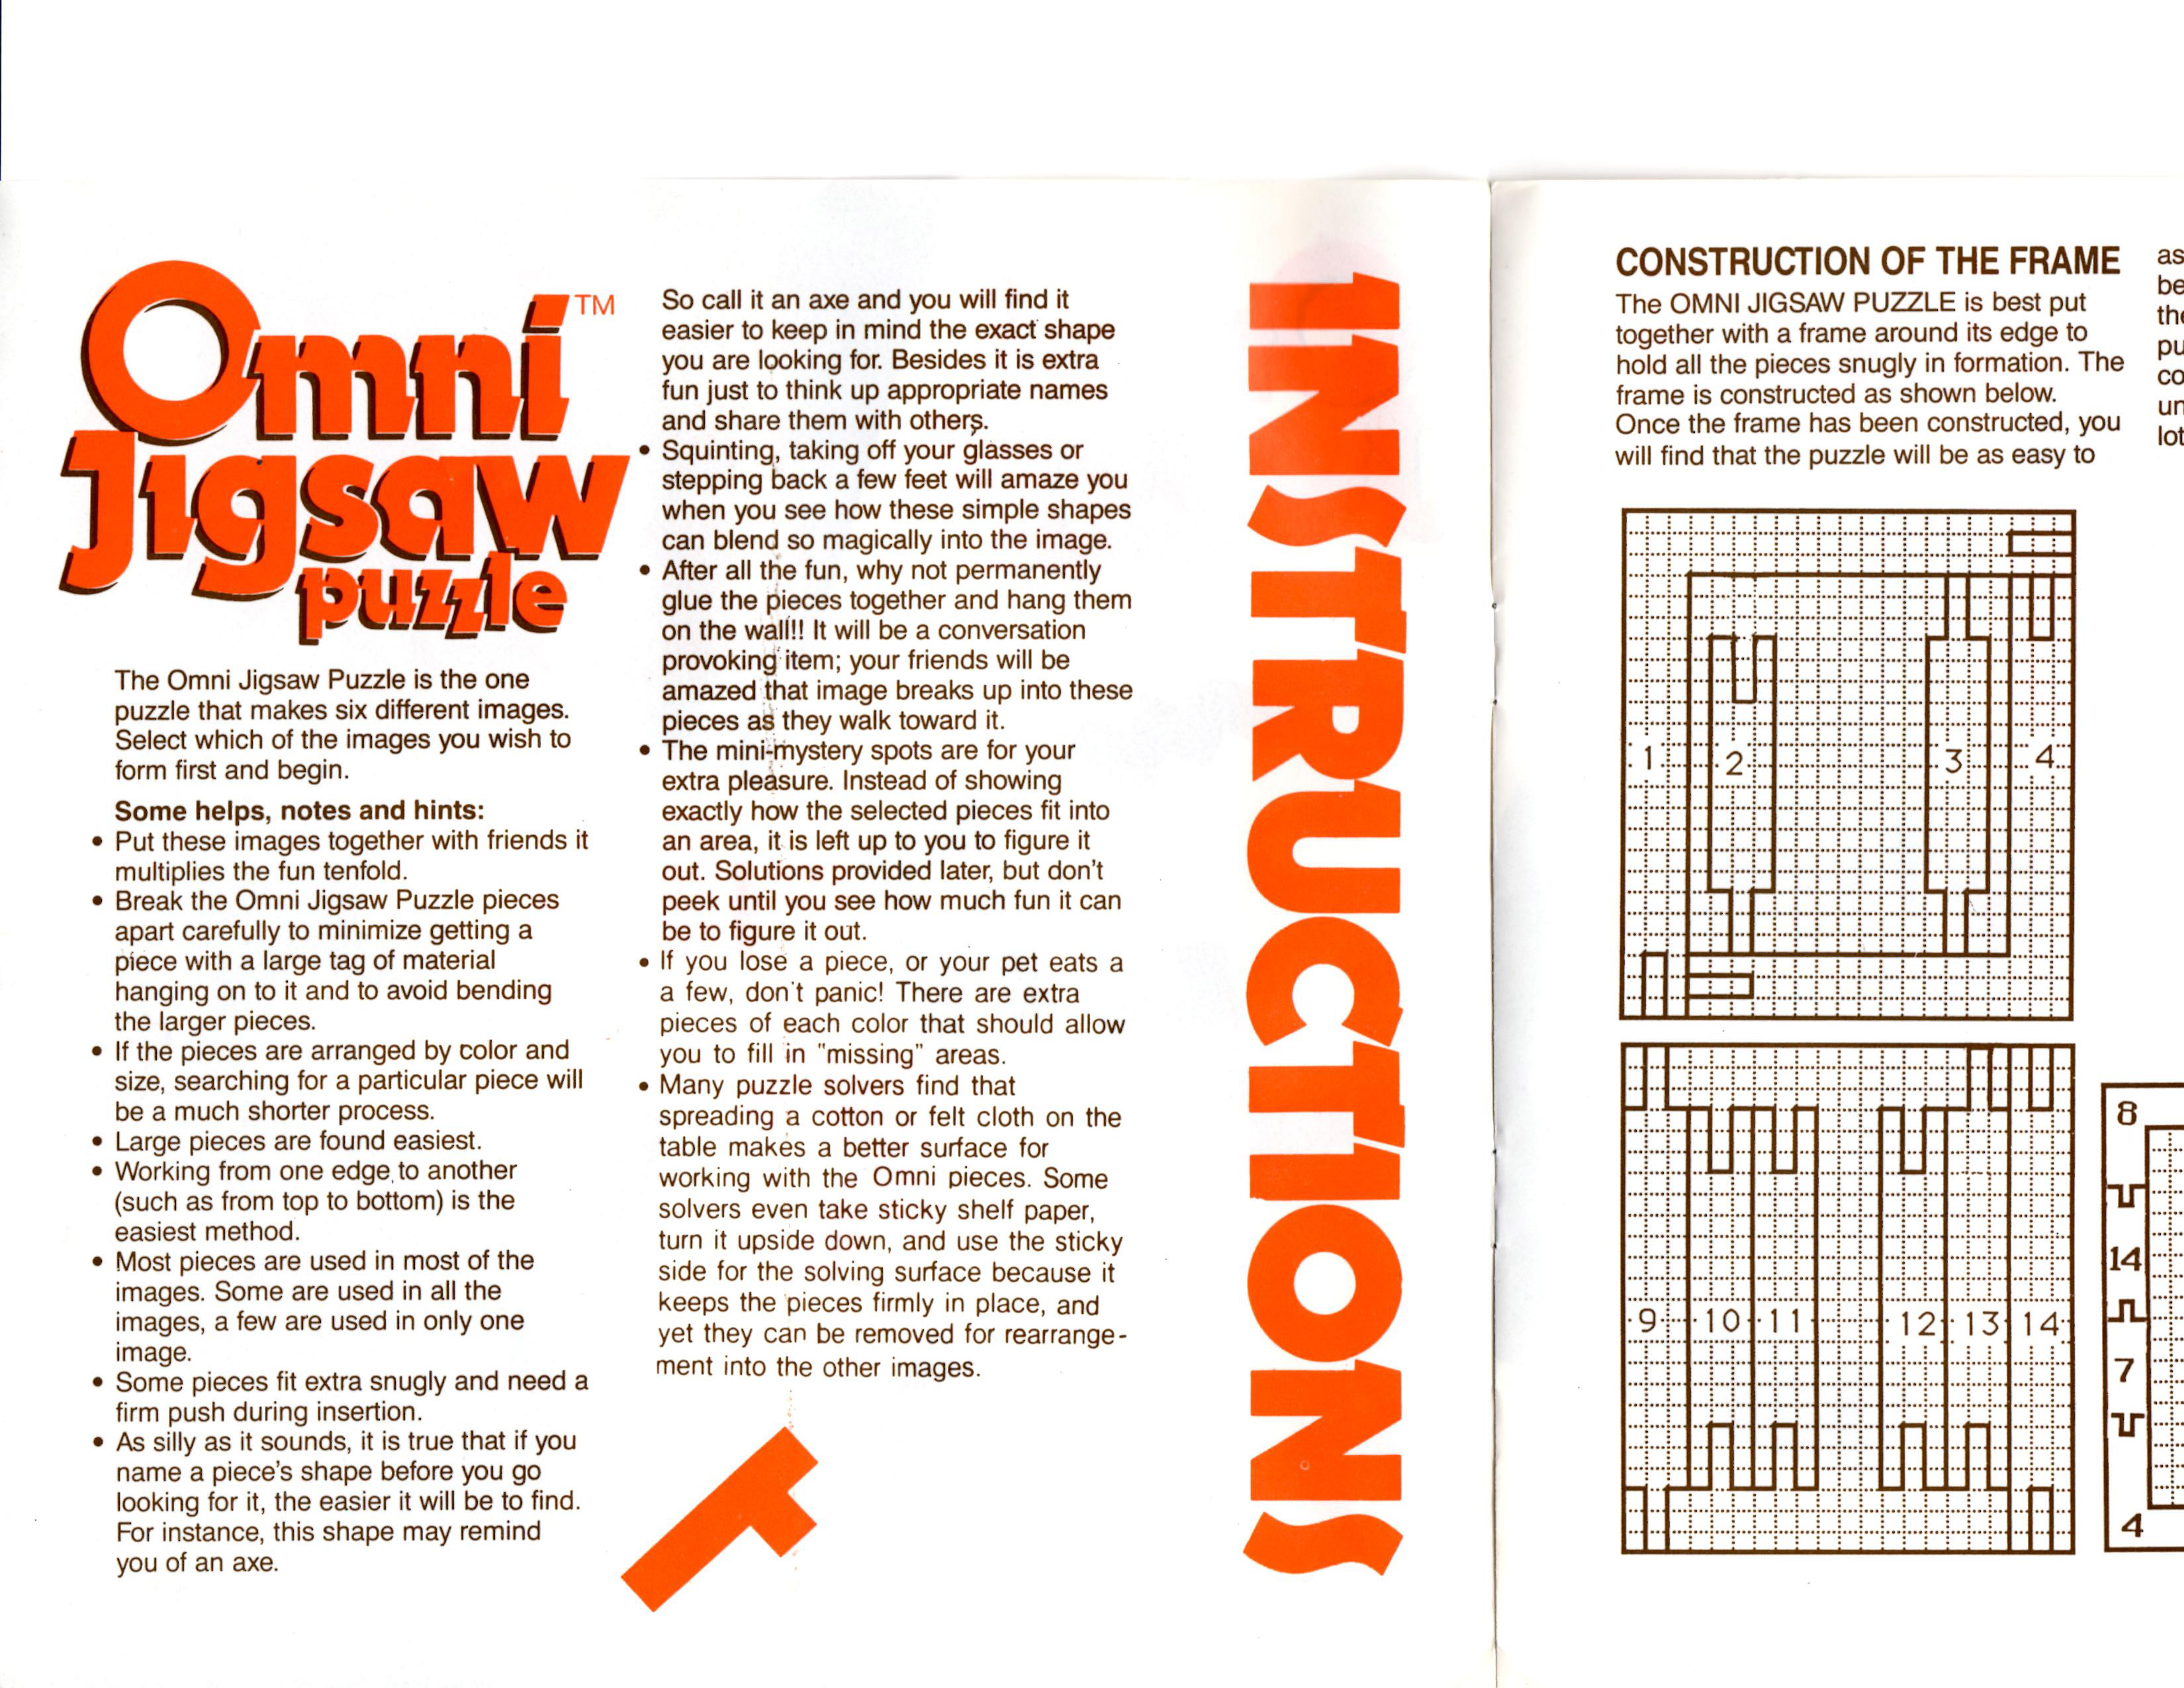 Omni™
Jigsaw
puzzle
The Omni Jigsaw Puzzle is the one
puzzle that makes six different images.
Select which of the images you wish to
form first and begin.
Some helps, notes and hints:
• Put these images together with friends it
multiplies the fun tenfold.
• Break the Omni Jigsaw Puzzle pieces
apart carefully to minimize getting a
piece with a large tag of material
hanging on to it and to avoid bending
the larger pieces.
• If the pieces are arranged by color and
size, searching for a particular piece will
be a much shorter process.
• Large pieces are found easiest.
• Working from one edge to another
(such as from top to bottom) is the
easiest method.
• Most pieces are used in most of the
images. Some are used in all the
images, a few are used in only one
image.
• Some pieces fit extra snugly and need a
firm push during insertion.
• As silly as it sounds, it is true that if you
name a piece's shape before you go
looking for it, the easier it will be to find.
For instance, this shape may remind
you of an axe.
So call it an axe and you will find it
easier to keep in mind the exact shape
you are looking for. Besides it is extra
fun just to think up appropriate names
and share them with others.
• Squinting, taking off your glasses or
stepping back a few feet will amaze you
when you see how these simple shapes
can blend so magically into the image.
• After all the fun, why not permanently
glue the pieces together and hang them
on the wall!! It will be a conversation
provoking item; your friends will be
amazed that image breaks up into these
pieces as they walk toward it.
• The mini-mystery spots are for your
extra pleasure. Instead of showing
exactly how the selected pieces fit into
an area, it is left up to you to figure it
out. Solutions provided later, but don't
peek until you see how much fun it can
be to figure it out.
• If you lose a piece, or your pet eats a
a few, don't panic! There are extra
pieces of each color that should allow
you to fill in "missing" areas.
• Many puzzle solvers find that
spreading a cotton or felt cloth on the
table makes a better surface for
working with the Omni pieces. Some
solvers even take sticky shelf paper,
turn it upside down, and use the sticky
side for the solving surface because it
keeps the pieces firmly in place, and
yet they can be removed for rearrange-
ment into the other images.
INSTRUCTIONS
CONSTRUCTION OF THE FRAME
The OMNI JIGSAW PUZZLE is best put
together with a frame around its edge to
hold all the pieces snugly in formation. The
frame is constructed as shown below.
Once the frame has been constructed, you
will find that the puzzle will be as easy to
as
be
the
pu
co
un
lot
1 2 3 4
9 10 11 12 13 14
8
14
7
4